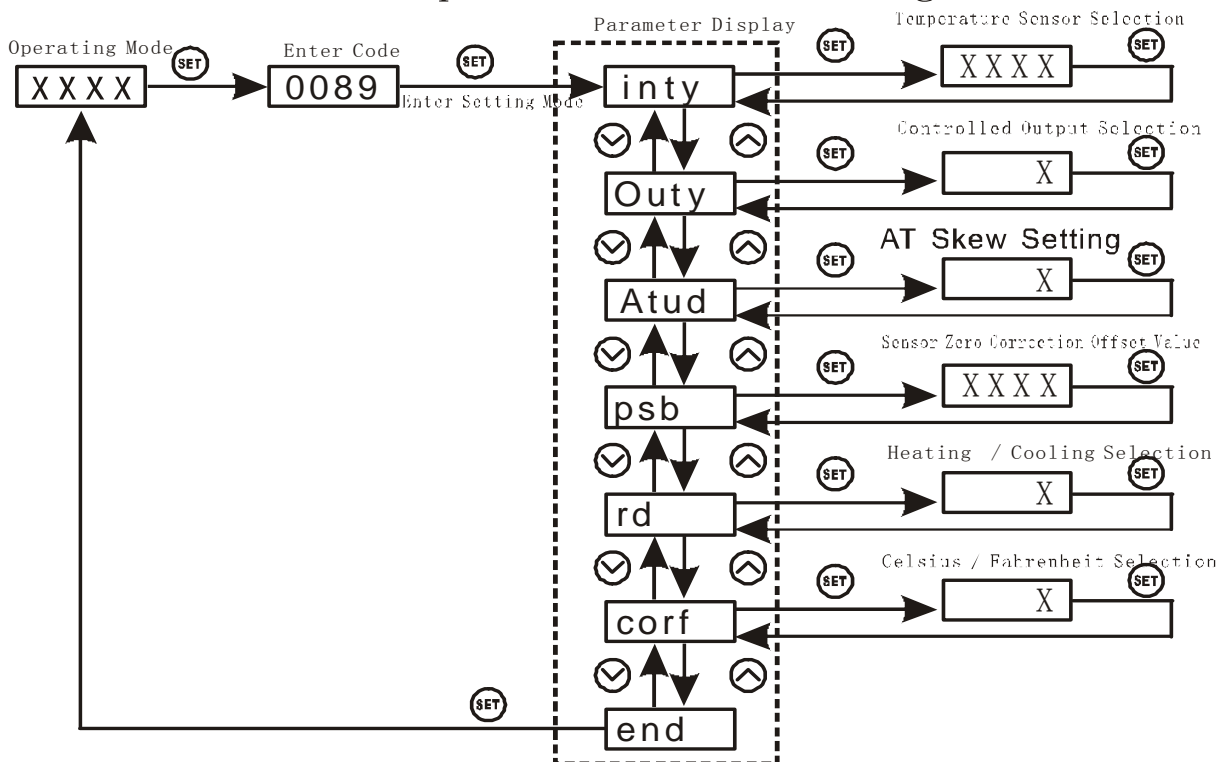 Parameter Display
Temperature Sensor Selection
Operating Mode
SET
Enter Code
SET
SET
SET
XXXX
0089
Enter Setting Mode
inty
XXXX
Controlled Output Selection
SET
SET
Outy
X
AT Skew Setting
SET
SET
Atud
X
Sensor Zero Correction Offset Value
SET
SET
psb
XXXX
Heating / Cooling Selection
SET
SET
rd
X
Celsius / Fahrenheit Selection
SET
SET
corf
X
SET
end